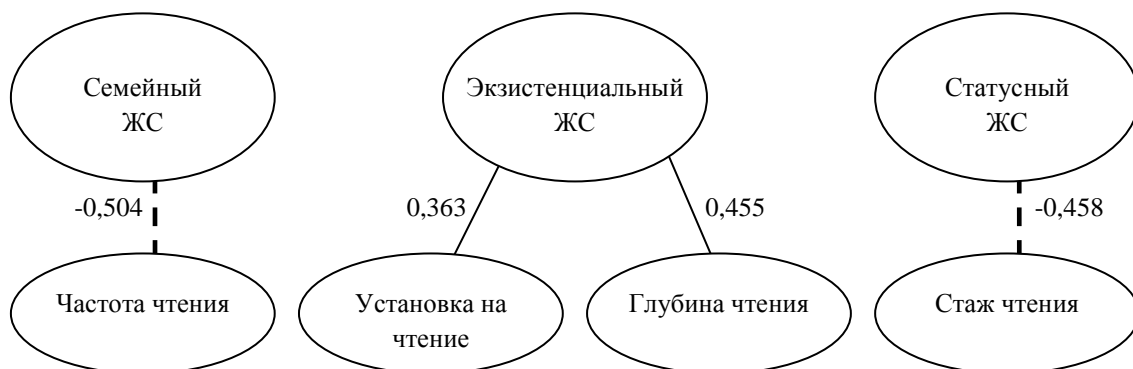 Семейный
ЖС
Экзистенциальный
ЖС
Статусный
ЖС
-0,504
0,363
0,455
-0,458
Частота чтения
Установка на
чтение
Глубина чтения
Стаж чтения